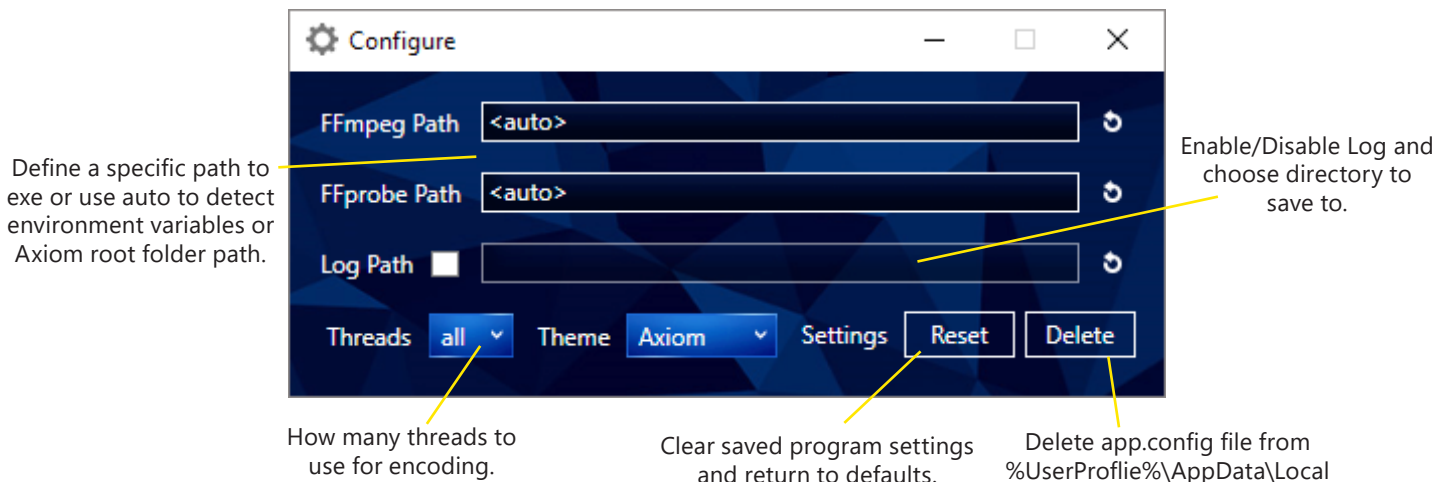 Configure
FFmpeg Path <auto>
FFprobe Path <auto>
Log Path
Threads all Theme Axiom Settings Reset Delete
Define a specific path to
exe or use auto to detect
environment variables or
Axiom root folder path.
Enable/Disable Log and
choose directory to
save to.
How many threads to
use for encoding.
Clear saved program settings
and return to defaults.
Delete app.config file from
%UserProflie%\AppData\Local